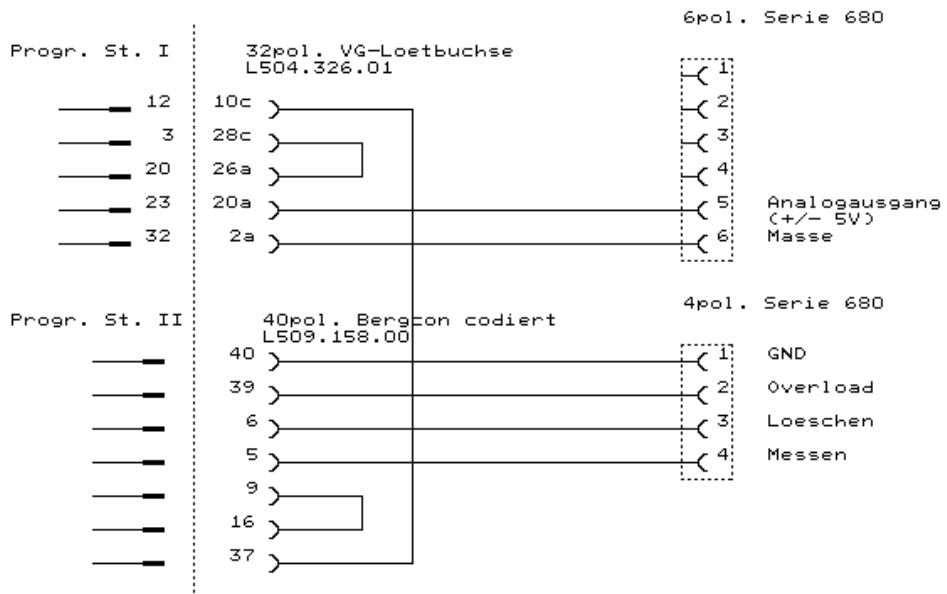 6pol. Serie 680
Progr. St. I
32pol. VG-Loetbuchse
L504.326.01
1
12 10c 2
3 28c 3
20 26a 4
23 20a 5 Analogausgang
(+/- 5V)
32 2a 6 Masse
4pol. Serie 680
Progr. St. II 40pol. Bergcon codiert
L509.158.00
40 1 GND
39 2 Overload
6 3 Loeschen
5 4 Messen
9
16
37